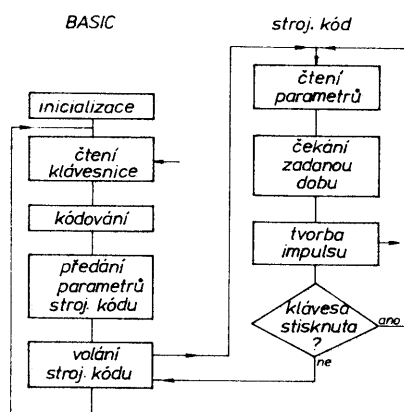 BASIC
inicializace
čtení
klávesnice
kódování
předání
parametrů
stroj. kódu
volání
stroj. kódu
stroj. kód
čtení
parametrů
čekání
zadanou
dobu
tvorba
impulsu
klávesa
stisknuta
?
ano
ne